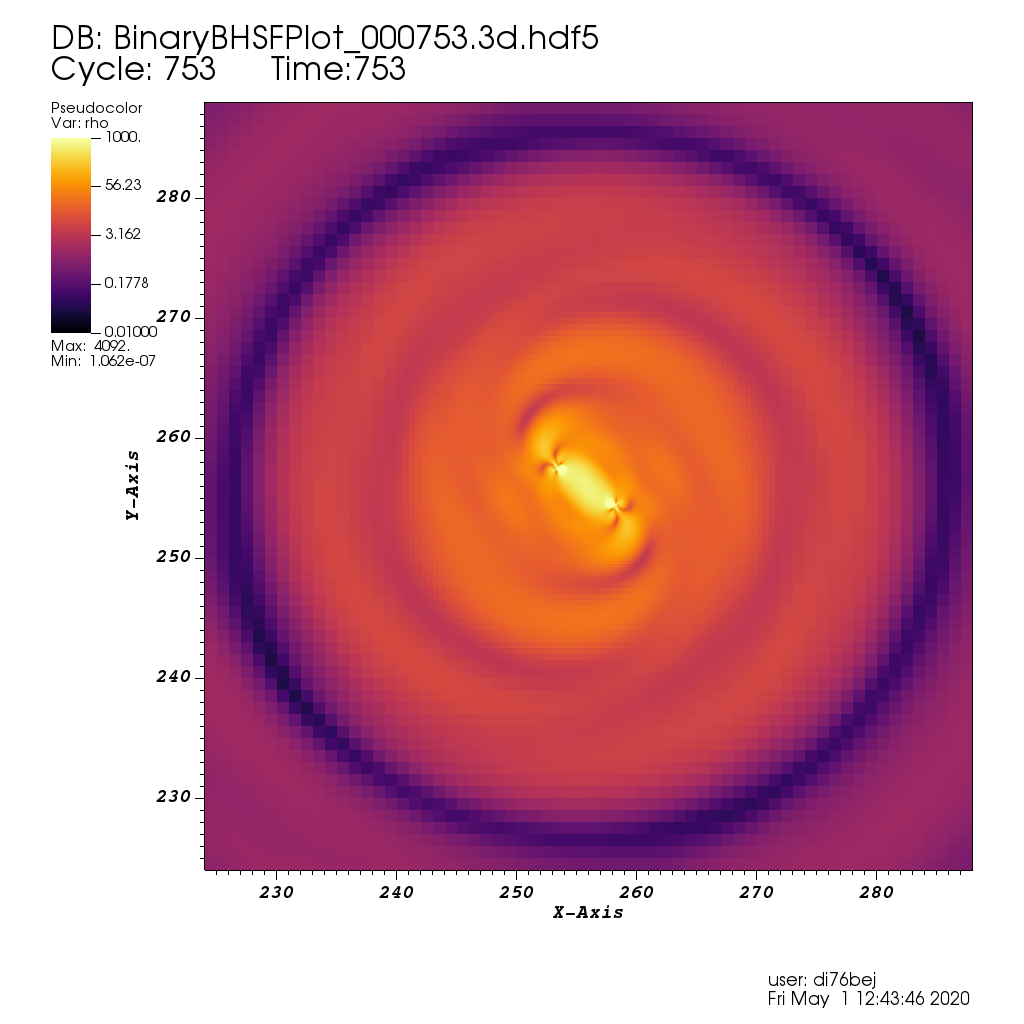 DB: BinaryBHSFPlot_000753.3d.hdf5
Cycle: 753 Time:753
Pseudocolor
Var: rho
1000.
56.23
3.162
0.1778
0.01000
Max: 4092.
Min: 1.062e-07
280
270
260
250
240
230
Y-Axis
230 240 250 260 270 280
X-Axis
user: di76bej
Fri May 1 12:43:46 2020